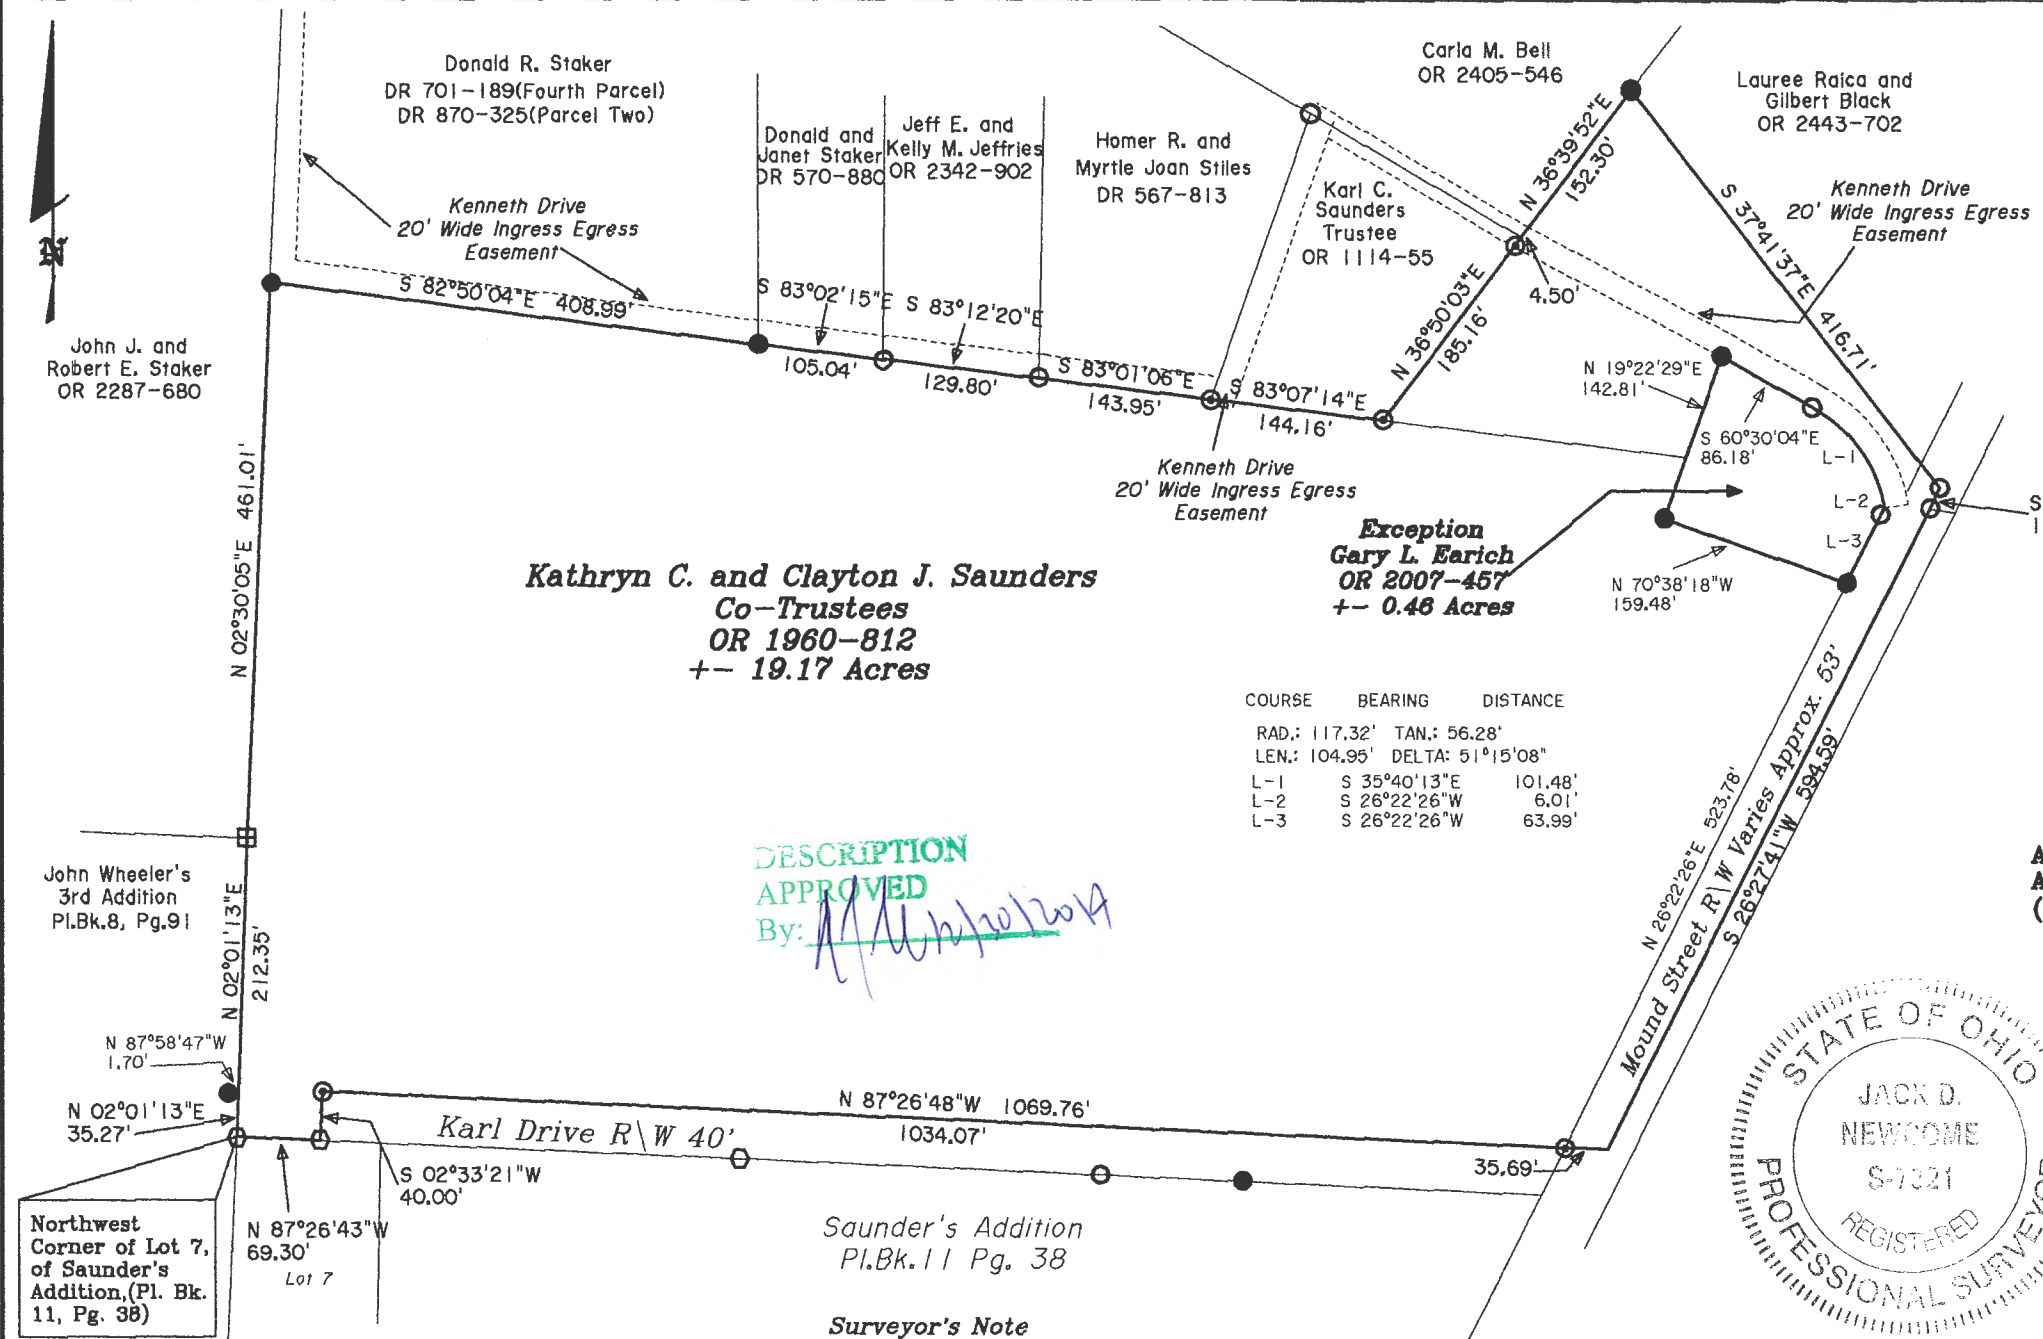 Donald R. Staker
DR 701-189(Fourth Parcel)
DR 870-325(Parcel Two)
Donald and
Janet Staker
DR 570-880
Jeff E. and
Kelly M. Jeffries
OR 2342-902
Homer R. and
Myrtle Joan Stiles
DR 567-813
Carla M. Bell
OR 2405-546
Lauree Raica and
Gilbert Black
OR 2443-702
Karl C.
Saunders
Trustee
OR 1114-55
N 36°39'52"E
152.30'
S 37°41'37"E 416.71'
Kenneth Drive
20' Wide Ingress Egress
Easement
Kenneth Drive
20' Wide Ingress Egress
Easement
N
S 82°50'04"E 408.99'
S 83°02'15"E
105.04'
S 83°12'20"E
129.80'
S 83°01'06"E
143.95'
S 83°07'14"E
144.16'
N 36°50'03"E
185.16'
4.50'
John J. and
Robert E. Staker
OR 2287-680
N 19°22'29"E
142.81'
S 60°30'04"E
86.18'
L-1
L-2
L-3
S
1
N 70°38'18"W
159.48'
Kenneth Drive
20' Wide Ingress Egress
Easement
Exception
Gary L. Earich
OR 2007-457
+- 0.46 Acres
N 02°30'05"E 461.01'
Kathryn C. and Clayton J. Saunders
Co-Trustees
OR 1960-812
+- 19.17 Acres
COURSE BEARING DISTANCE
RAD.: 117.32' TAN.: 56.28'
LEN.: 104.95' DELTA: 51°15'08"
L-1 S 35°40'13"E 101.48'
L-2 S 26°22'26"W 6.01'
L-3 S 26°22'26"W 63.99'
N 26°22'26"E 523.78'
Mound Street R\W Varies Approx. 53'
S 26°27'41"W 594.59'
A
A
(
John Wheeler's
3rd Addition
Pl.Bk.8, Pg.91
N 02°01'13"E
212.35'
DESCRIPTION
APPROVED
By:
N 87°58'47"W
1.70'
N 02°01'13"E
35.27'
N 87°26'48"W 1069.76'
1034.07'
35.69'
Karl Drive R\W 40'
S 02°33'21"W
40.00'
N 87°26'43"W
69.30'
Lot 7
Northwest
Corner of Lot 7,
of Saunder's
Addition,(Pl. Bk.
11, Pg. 38)
Saunder's Addition
Pl.Bk.11 Pg. 38
Surveyor's Note
STATE OF OHIO
JACK D.
NEWCOME
S-7321
REGISTERED
PROFESSIONAL SURVEYOR